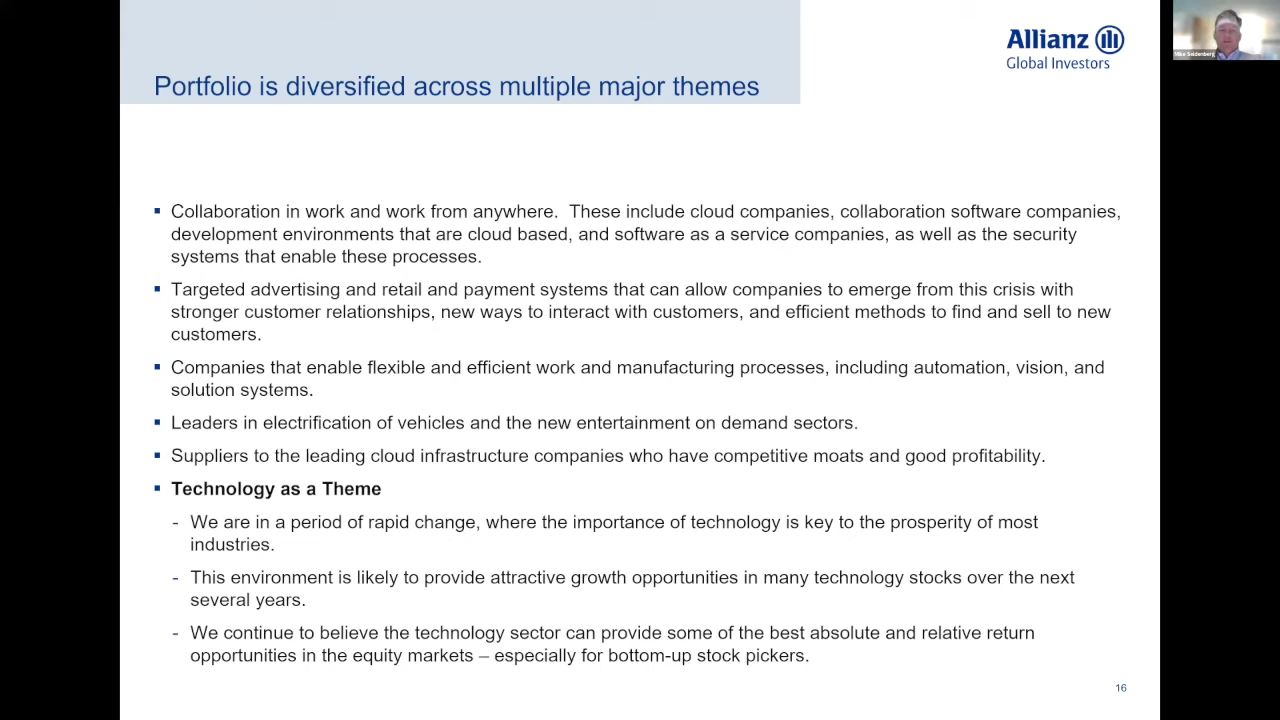 Allianz
Global Investors
Mike Seidenberg
Portfolio is diversified across multiple major themes
▪ Collaboration in work and work from anywhere.  These include cloud companies, collaboration software companies,
development environments that are cloud based, and software as a service companies, as well as the security
systems that enable these processes.
▪ Targeted advertising and retail and payment systems that can allow companies to emerge from this crisis with
stronger customer relationships, new ways to interact with customers, and efficient methods to find and sell to new
customers.
▪ Companies that enable flexible and efficient work and manufacturing processes, including automation, vision, and
solution systems.
▪ Leaders in electrification of vehicles and the new entertainment on demand sectors.
▪ Suppliers to the leading cloud infrastructure companies who have competitive moats and good profitability.
▪ Technology as a Theme
- We are in a period of rapid change, where the importance of technology is key to the prosperity of most
industries.
- This environment is likely to provide attractive growth opportunities in many technology stocks over the next
several years.
- We continue to believe the technology sector can provide some of the best absolute and relative return
opportunities in the equity markets – especially for bottom-up stock pickers.
16